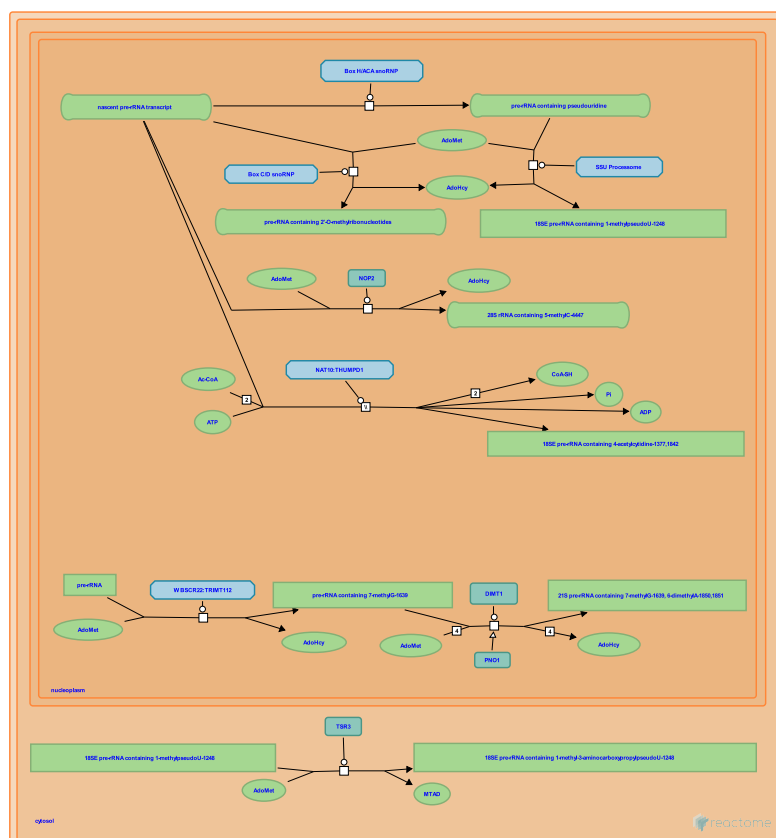 Box H/ACA snoRNP
nascent pre-rRNA transcript
pre-rRNA containing pseudouridine
AdoMet
Box C/D snoRNP
SSU Processome
AdoHcy
pre-rRNA containing 2'-O-methylribonucleotides
18SE pre-rRNA containing 1-methylpseudoU-1248
AdoMet
NOP2
AdoHcy
28S rRNA containing 5-methylC-4447
Ac-CoA
NAT10:THUMPD1
CoA-SH
2
2
Pi
ATP
\\
ADP
18SE pre-rRNA containing 4-acetylcytidine-1377,1842
pre-rRNA
WBSCR22:TRIMT112
pre-rRNA containing 7-methylG-1639
DIMT1
21S pre-rRNA containing 7-methylG-1639, 6-dimethylA-1850,1851
AdoMet
AdoHcy
AdoMet
4
4
AdoHcy
PNO1
nucleoplasm
TSR3
18SE pre-rRNA containing 1-methylpseudoU-1248
18SE pre-rRNA containing 1-methyl-3-aminocarboxypropylpseudoU-1248
AdoMet
MTAD
cytosol
reactome